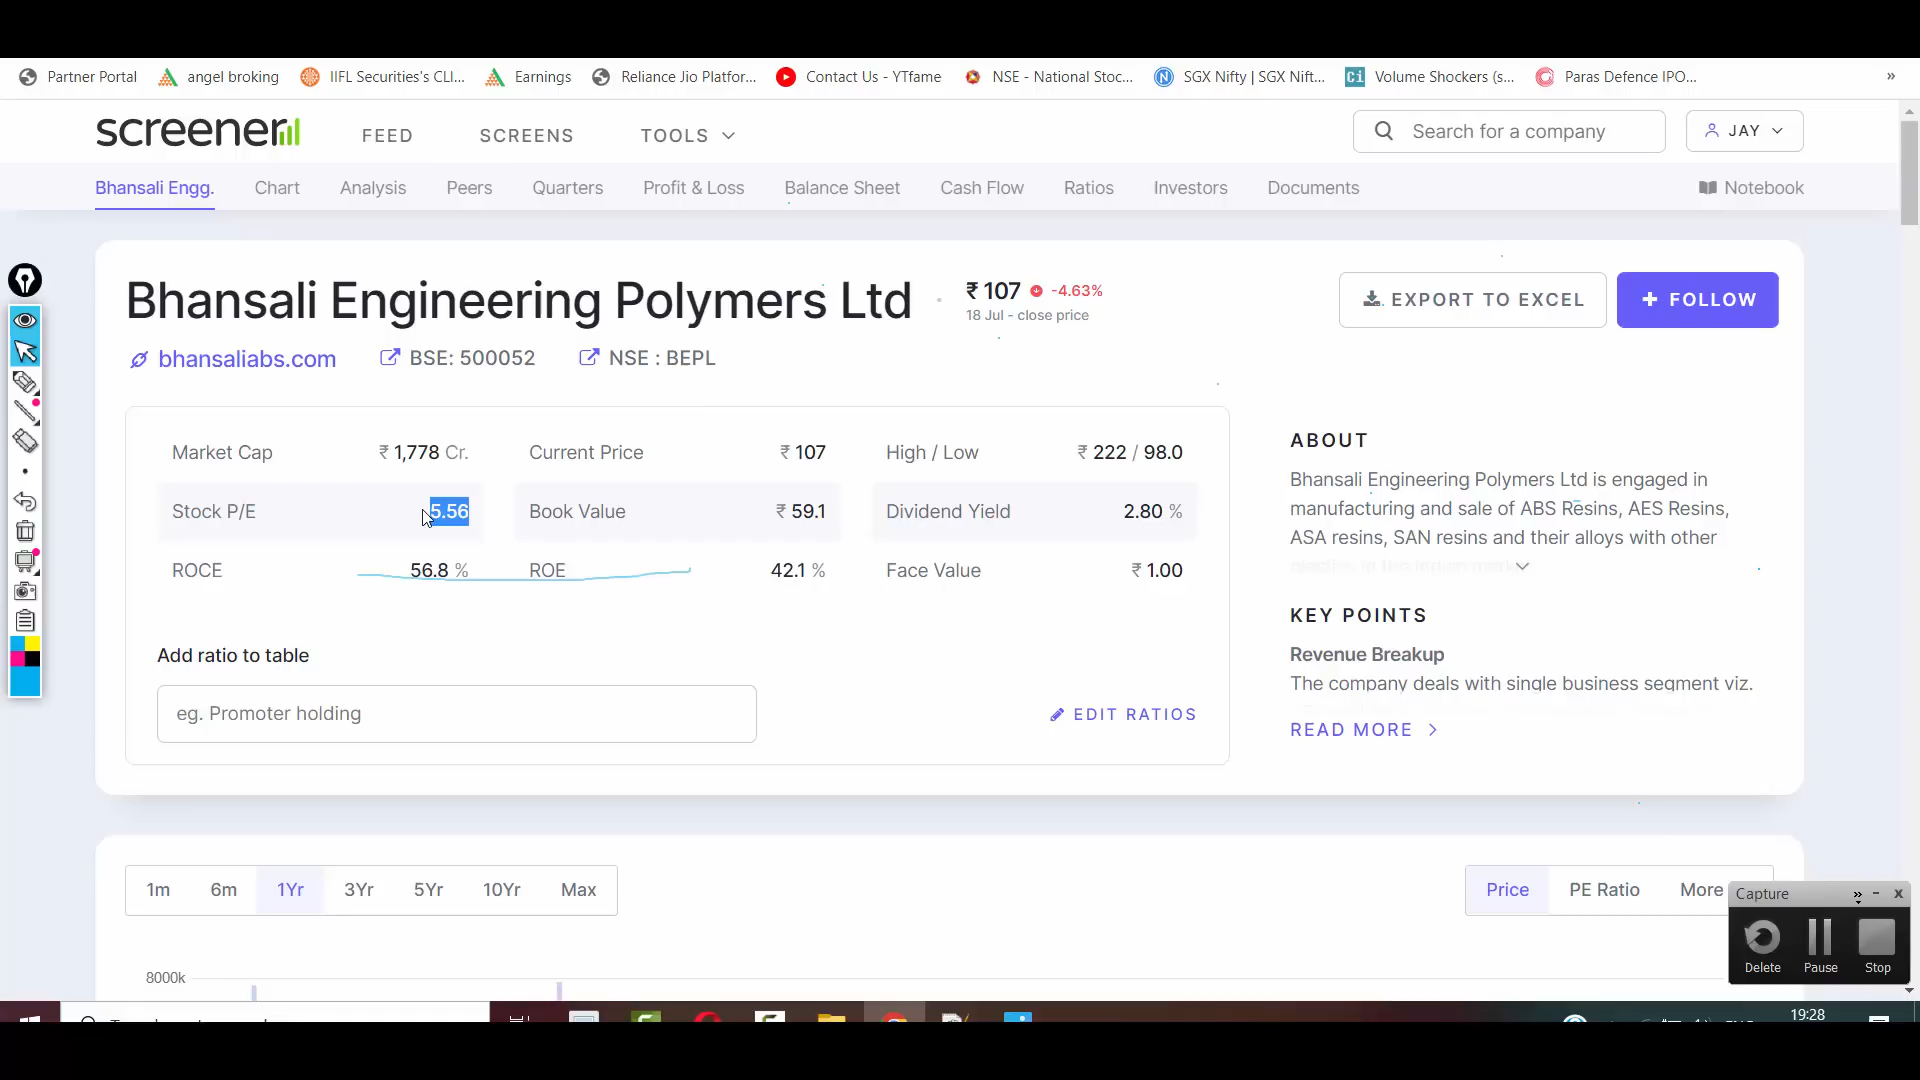 Partner Portal angel broking IIFL Securities's CLI... Earnings Reliance Jio Platfor... Contact Us - YTfame NSE - National Stoc... SGX Nifty | SGX Nift... Ci Volume Shockers (s... Paras Defence IPO... »
screener FEED SCREENS TOOLS Search for a company JAY
Bhansali Engg. Chart Analysis Peers Quarters Profit & Loss Balance Sheet Cash Flow Ratios Investors Documents Notebook
Bhansali Engineering Polymers Ltd ₹ 107 -4.63%
18 Jul - close price
EXPORT TO EXCEL + FOLLOW
bhansaliabs.com BSE: 500052 NSE : BEPL
Market Cap ₹ 1,778 Cr. Current Price ₹ 107 High / Low ₹ 222 / 98.0
Stock P/E 5.56 Book Value ₹ 59.1 Dividend Yield 2.80 %
ROCE 56.8 % ROE 42.1 % Face Value ₹ 1.00
Add ratio to table
eg. Promoter holding
EDIT RATIOS
ABOUT
Bhansali Engineering Polymers Ltd is engaged in
manufacturing and sale of ABS Resins, AES Resins,
ASA resins, SAN resins and their alloys with other
KEY POINTS
Revenue Breakup
The company deals with single business segment viz.
READ MORE
1m 6m 1Yr 3Yr 5Yr 10Yr Max Price PE Ratio More
8000k
Capture » - x
Delete Pause Stop
19:28